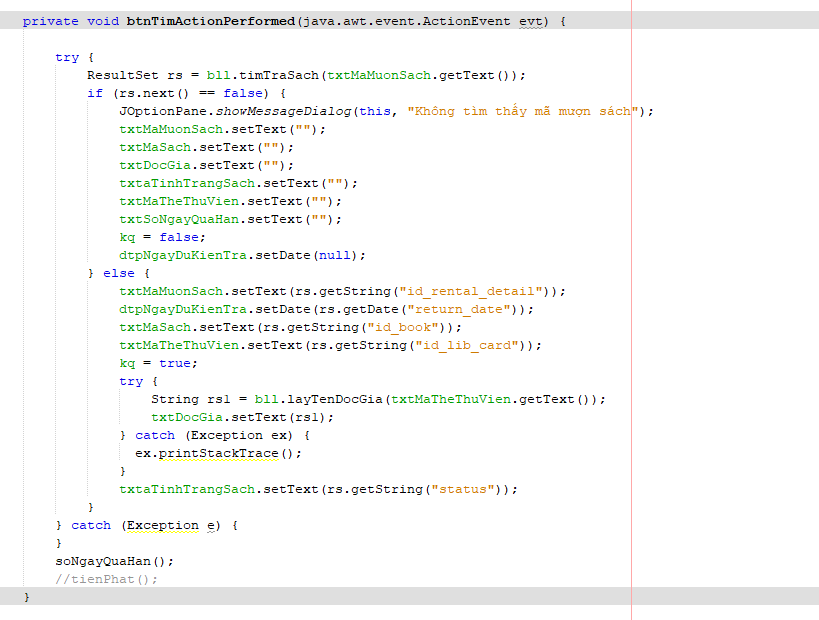 private void btnTimActionPerformed(java.awt.event.ActionEvent evt) {
try {
ResultSet rs = bll.timTraSach(txtMaMuonSach.getText());
if (rs.next() == false) {
JOptionPane.showMessageDialog(this, "Không tìm thấy mã mượn sách");
txtMaMuonSach.setText("");
txtMaSach.setText("");
txtDocGia.setText("");
txtaTinhTrangSach.setText("");
txtMaTheThuVien.setText("");
txtSoNgayQuaHan.setText("");
kq = false;
dtpNgayDuKienTra.setDate(null);
} else {
txtMaMuonSach.setText(rs.getString("id_rental_detail"));
dtpNgayDuKienTra.setDate(rs.getDate("return_date"));
txtMaSach.setText(rs.getString("id_book"));
txtMaTheThuVien.setText(rs.getString("id_lib_card"));
kq = true;
try {
String rs1 = bll.layTenDocGia(txtMaTheThuVien.getText());
txtDocGia.setText(rs1);
} catch (Exception ex) {
ex.printStackTrace();
}
txtaTinhTrangSach.setText(rs.getString("status"));
}
} catch (Exception e) {
}
soNgayQuaHan();
//tienPhat();
}